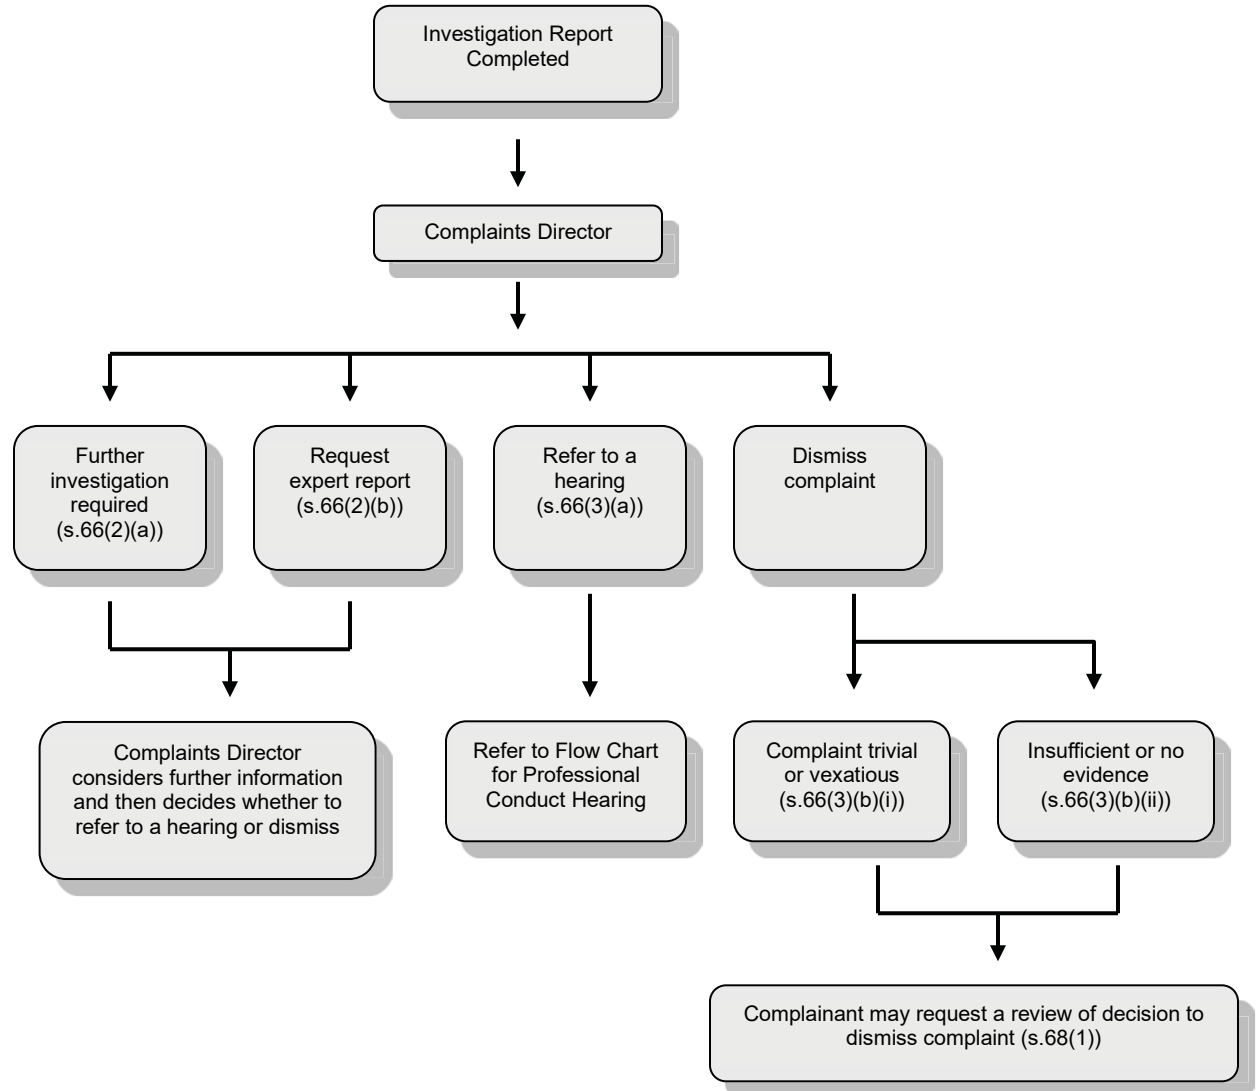 Investigation Report
Completed
Complaints Director
Further
investigation
required
(s.66(2)(a))
Request
expert report
(s.66(2)(b))
Refer to a
hearing
(s.66(3)(a))
Dismiss
complaint
Complaints Director
considers further information
and then decides whether to
refer to a hearing or dismiss
Refer to Flow Chart
for Professional
Conduct Hearing
Complaint trivial
or vexatious
(s.66(3)(b)(i))
Insufficient or no
evidence
(s.66(3)(b)(ii))
Complainant may request a review of decision to
dismiss complaint (s.68(1))